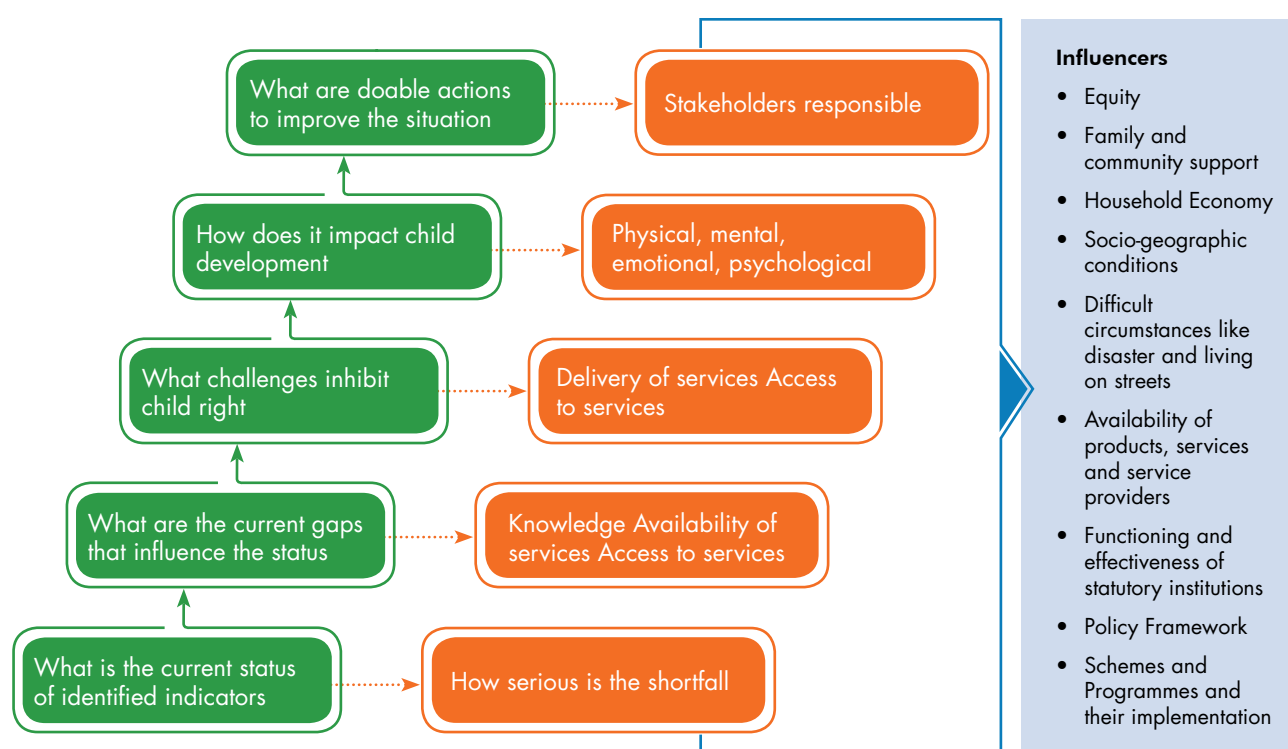 What are doable actions
to improve the situation
Stakeholders responsible
How does it impact child
development
Physical, mental,
emotional, psychological
What challenges inhibit
child right
Delivery of services Access
to services
What are the current gaps
that influence the status
Knowledge Availability of
services Access to services
What is the current status
of identified indicators
How serious is the shortfall
Influencers
• Equity
• Family and
community support
• Household Economy
• Socio-geographic
conditions
• Difficult
circumstances like
disaster and living
on streets
• Availability of
products, services
and service
providers
• Functioning and
effectiveness of
statutory institutions
• Policy Framework
• Schemes and
Programmes and
their implementation